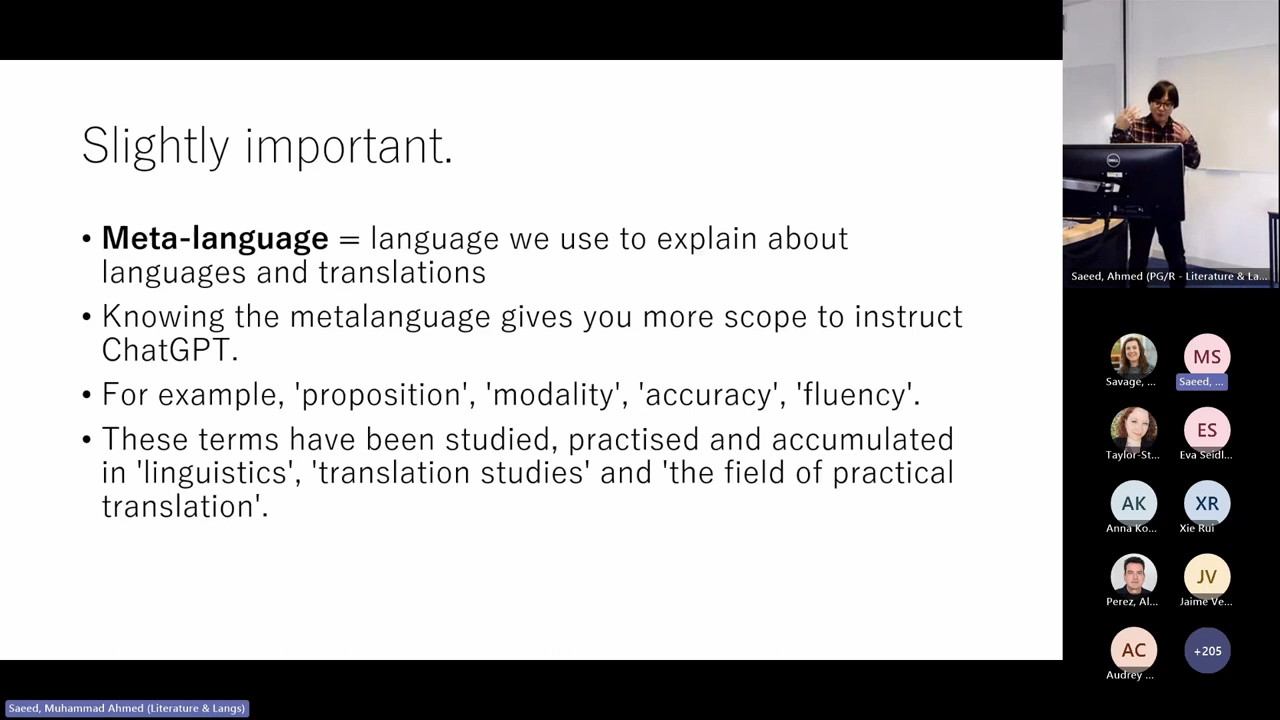 Slightly important.
• Meta-language = language we use to explain about
languages and translations
• Knowing the metalanguage gives you more scope to instruct
ChatGPT.
• For example, 'proposition', 'modality', 'accuracy', 'fluency'.
• These terms have been studied, practised and accumulated
in 'linguistics', 'translation studies' and 'the field of practical
translation'.
DELL
Saeed, Ahmed (PG/R - Literature & La...
MS
Savage, ...
Saeed, ...
ES
Taylor-St...
Eva Seidl...
AK
XR
Anna Ko...
Xie Rui
JV
Perez, Al...
Jaime Ve...
AC
+205
Audrey ...
Saeed, Muhammad Ahmed (Literature & Langs)